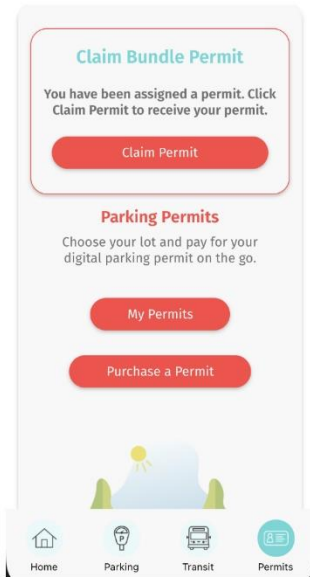 Claim Bundle Permit
You have been assigned a permit. Click
Claim Permit to receive your permit.
Claim Permit
Parking Permits
Choose your lot and pay for your
digital parking permit on the go.
My Permits
Purchase a Permit
P
Home Parking Transit Permits